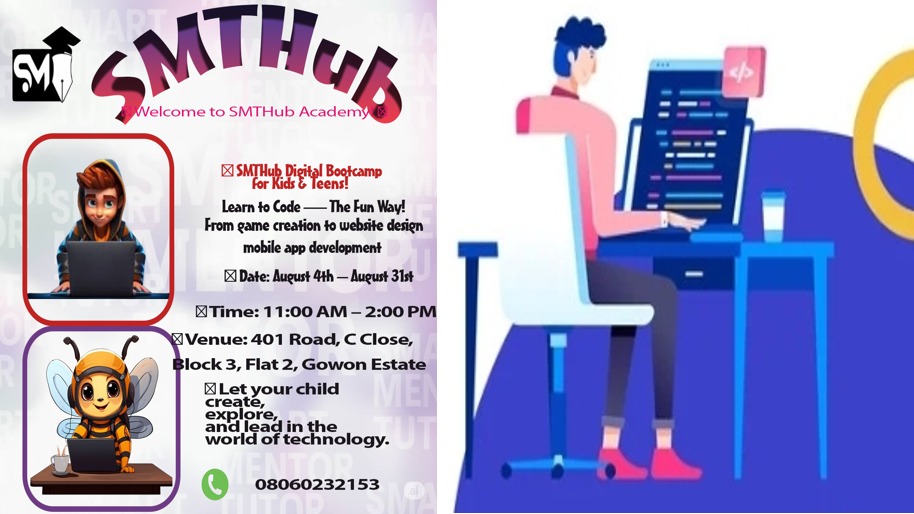 SMTHub
SM
Welcome to SMTHub Academy
SMTHub Digital Bootcamp
for Kids & Teens!
Learn to Code —— The Fun Way!
From game creation to website design
mobile app development
Date: August 4th — August 31st
Time: 11:00 AM – 2:00 PM
Venue: 401 Road, C Close,
Block 3, Flat 2, Gowon Estate
Let your child
create,
explore,
and lead in the
world of technology.
08060232153